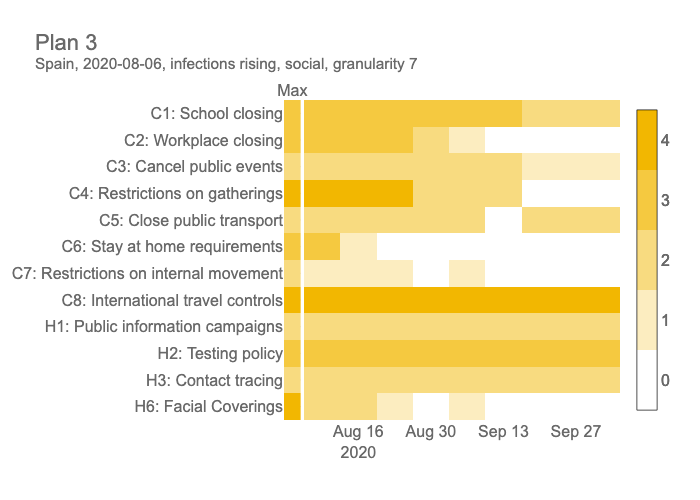 Plan 3
Spain, 2020-08-06, infections rising, social, granularity 7
Max
C1: School closing
C2: Workplace closing
C3: Cancel public events
C4: Restrictions on gatherings
C5: Close public transport
C6: Stay at home requirements
C7: Restrictions on internal movement
C8: International travel controls
H1: Public information campaigns
H2: Testing policy
H3: Contact tracing
H6: Facial Coverings
Aug 16 Aug 30 Sep 13 Sep 27
2020
4
3
2
1
0